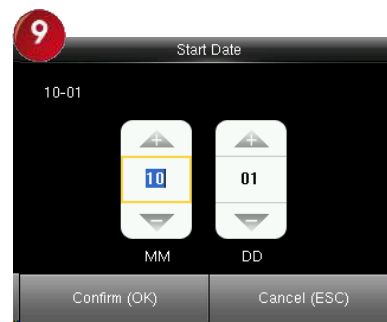 9
Start Date
10-01
10 01
MM DD
Confirm (OK) Cancel (ESC)